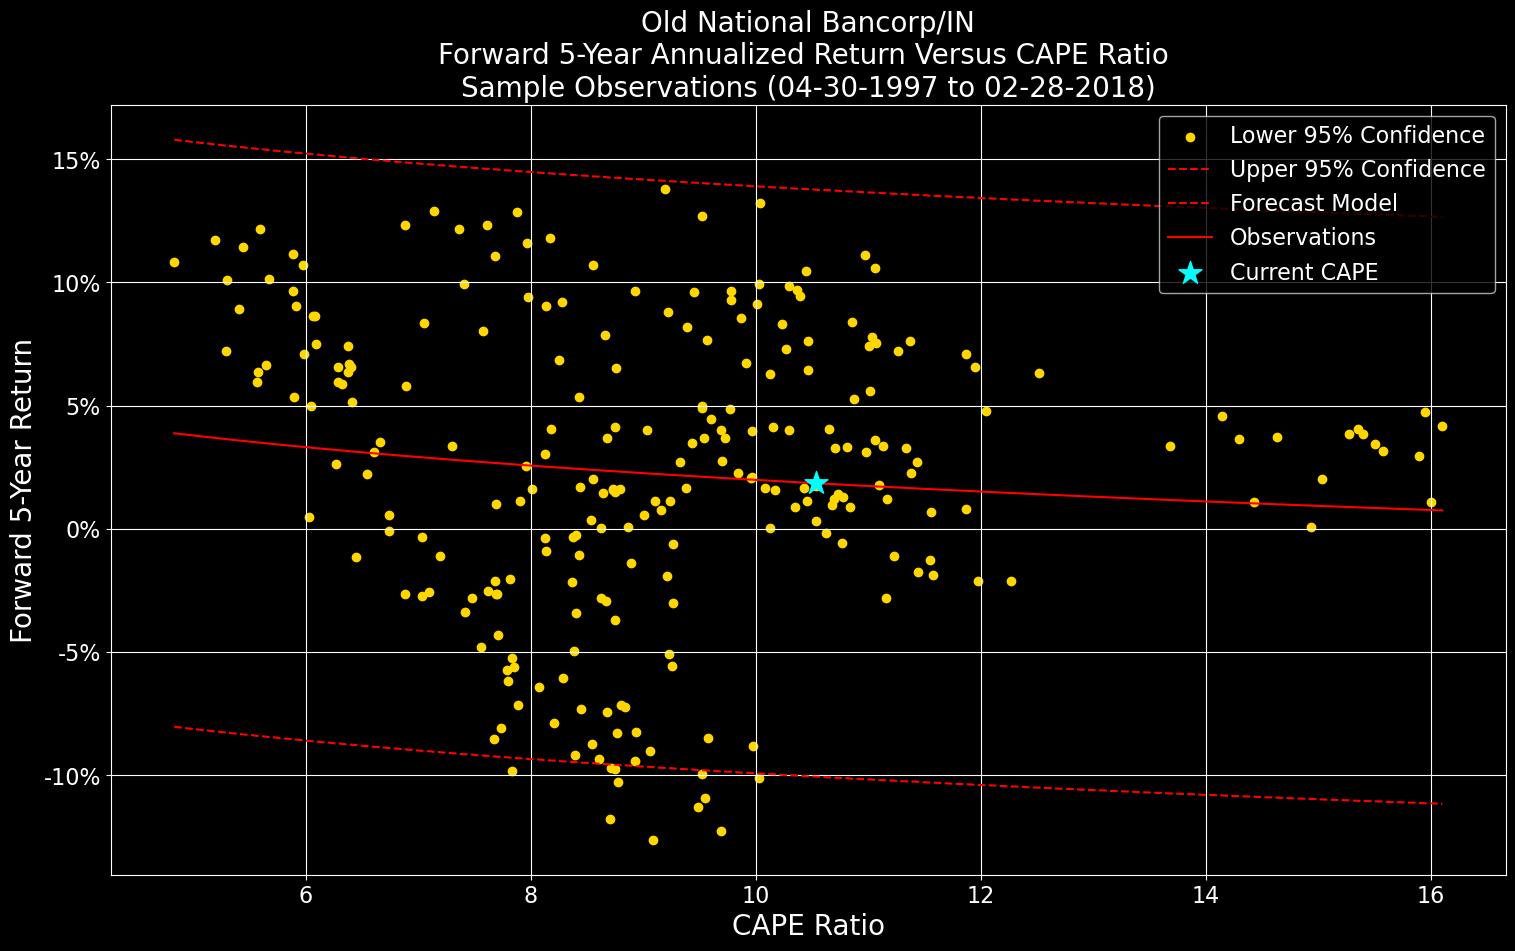 Old National Bancorp/IN
Forward 5-Year Annualized Return Versus CAPE Ratio
Sample Observations (04-30-1997 to 02-28-2018)
Lower 95% Confidence
Upper 95% Confidence
Forecast Model
Observations
Current CAPE
Forward 5-Year Return
15%
10%
5%
0%
-5%
-10%
6 8 10 12 14 16
CAPE Ratio